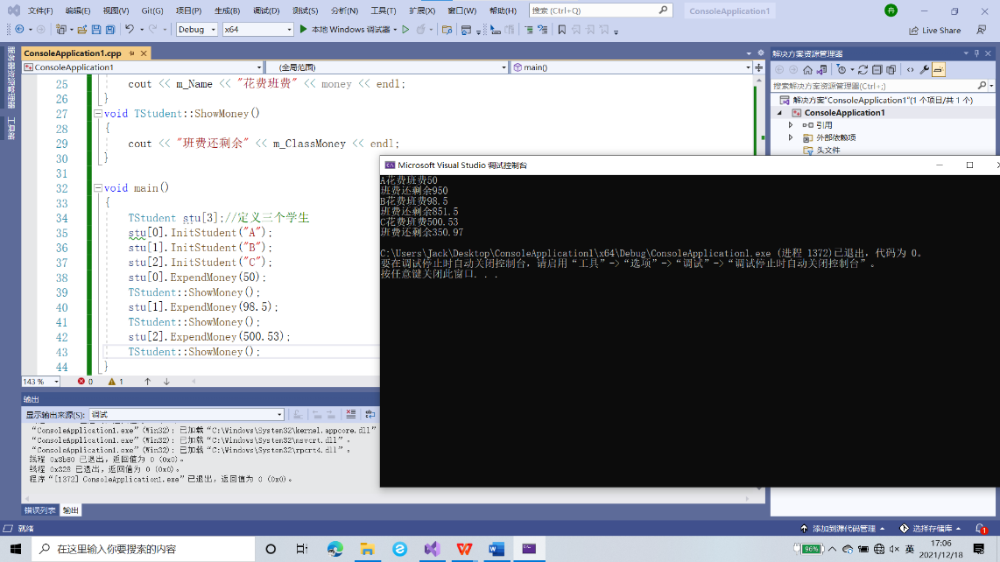 文件(F) 编辑(E) 视图(V) Git(G) 项目(P) 生成(B) 调试(D) 测试(S) 分析(N) 工具(T) 扩展(X) 窗口(W) 帮助(H) 搜索 (Ctrl+Q) ConsoleApplication1 冉
Debug x64 本地 Windows 调试器 Live Share
服务器资源管理器
工具箱
ConsoleApplication1.cpp
ConsoleApplication1 (全局范围) main()
25 cout << m_Name << "花费班费" << money << endl;
26 }
27 void TStudent::ShowMoney()
28 {
29 cout << "班费还剩余" << m_ClassMoney << endl;
30 }
31
32 void main()
33 {
34 TStudent stu[3];//定义三个学生
35 stu[0].InitStudent("A");
36 stu[1].InitStudent("B");
37 stu[2].InitStudent("C");
38 stu[0].ExpendMoney(50);
39 TStudent::ShowMoney();
40 stu[1].ExpendMoney(98.5);
41 TStudent::ShowMoney();
42 stu[2].ExpendMoney(500.53);
43 TStudent::ShowMoney();
44 }
143 % 0 1
解决方案资源管理器
搜索解决方案资源管理器(Ctrl+;)
解决方案"ConsoleApplication1"(1 个项目/共 1 个)
ConsoleApplication1
引用
外部依赖项
头文件
Microsoft Visual Studio 调试控制台
A花费班费50
班费还剩余950
B花费班费98.5
班费还剩余851.5
C花费班费500.53
班费还剩余350.97
C:\Users\Jack\Desktop\ConsoleApplication1\x64\Debug\ConsoleApplication1.exe (进程 1372)已退出，代码为 0。
要在调试停止时自动关闭控制台，请启用“工具”->“选项”->“调试”->“调试停止时自动关闭控制台”。
按任意键关闭此窗口. . .
输出
显示输出来源(S): 调试
“ConsoleApplication1.exe”(Win32): 已加载“C:\Windows\System32\kernel.appcore.dll”
“ConsoleApplication1.exe”(Win32): 已加载“C:\Windows\System32\msvcrt.dll”。
“ConsoleApplication1.exe”(Win32): 已加载“C:\Windows\System32\rpcrt4.dll”。
线程 0x3b80 已退出，返回值为 0 (0x0)。
线程 0x328 已退出，返回值为 0 (0x0)。
程序“[1372] ConsoleApplication1.exe”已退出，返回值为 0 (0x0)。
错误列表 输出
就绪 添加到源代码管理 选择存储库 1
在这里输入你要搜索的内容 96% 英 17:06
2021/12/18